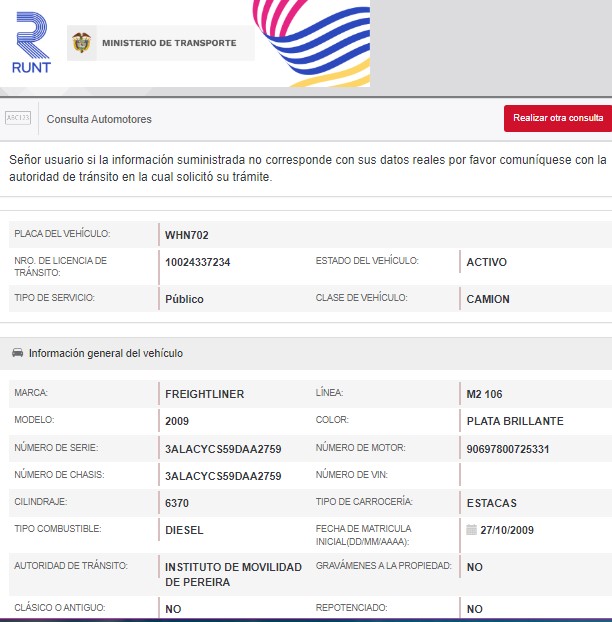 RUNT
MINISTERIO DE TRANSPORTE
ABC123 Consulta Automotores Realizar otra consulta
Señor usuario si la información suministrada no corresponde con sus datos reales por favor comuníquese con la
autoridad de tránsito en la cual solicitó su trámite.
PLACA DEL VEHÍCULO: WHN702
NRO. DE LICENCIA DE TRÁNSITO: 10024337234 ESTADO DEL VEHÍCULO: ACTIVO
TIPO DE SERVICIO: Público CLASE DE VEHÍCULO: CAMION
Información general del vehículo
MARCA: FREIGHTLINER LÍNEA: M2 106
MODELO: 2009 COLOR: PLATA BRILLANTE
NÚMERO DE SERIE: 3ALACYCS59DAA2759 NÚMERO DE MOTOR: 90697800725331
NÚMERO DE CHASIS: 3ALACYCS59DAA2759 NÚMERO DE VIN:
CILINDRAJE: 6370 TIPO DE CARROCERÍA: ESTACAS
TIPO COMBUSTIBLE: DIESEL FECHA DE MATRICULA INICIAL(DD/MM/AAAA): 27/10/2009
AUTORIDAD DE TRÁNSITO: INSTITUTO DE MOVILIDAD DE PEREIRA GRAVÁMENES A LA PROPIEDAD: NO
CLÁSICO O ANTIGUO: NO REPOTENCIADO: NO